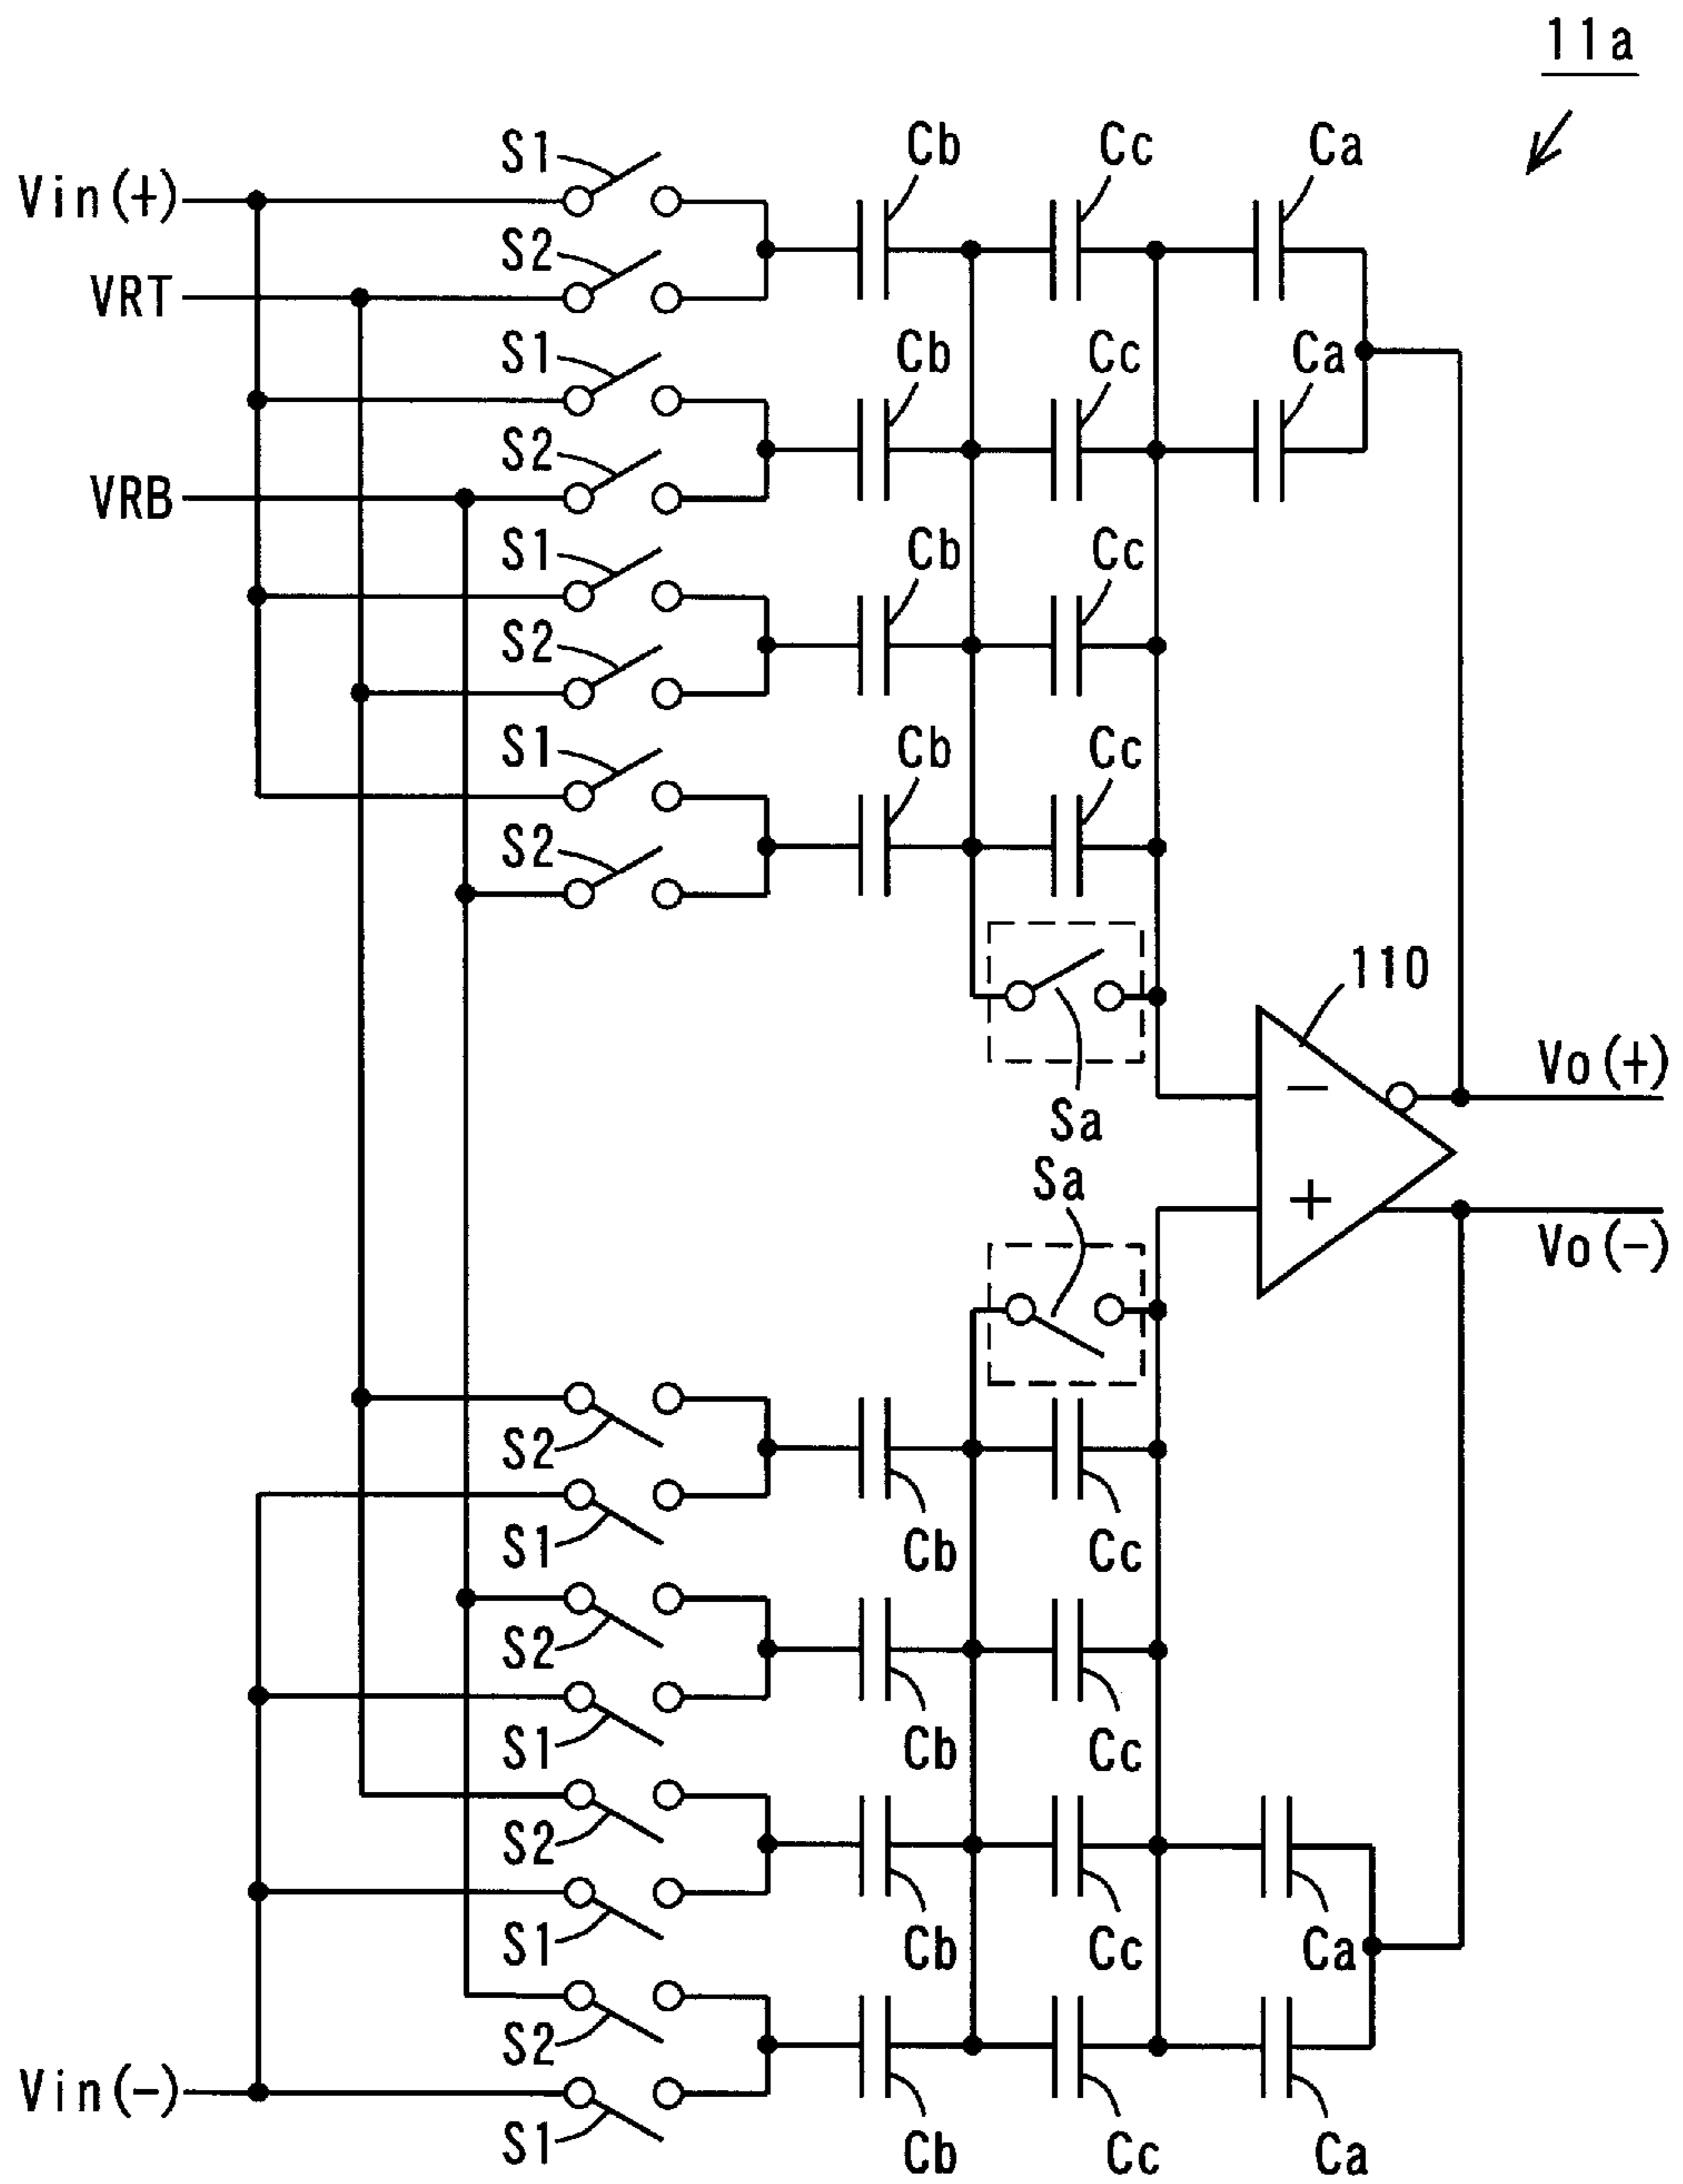 11a
S1
Cb
Cc
Ca
Vin(+)
S2
VRT
S1
Cb
Cc
Ca
S2
VRB
S1
Cb
Cc
S2
S1
Cb
Cc
S2
110
−
Vo(+)
Sa
Sa
+
Vo(−)
S2
S1
Cb
Cc
S2
S1
Cb
Cc
S2
S1
Cb
Cc
Ca
S2
Vin(−)
S1
Cb
Cc
Ca